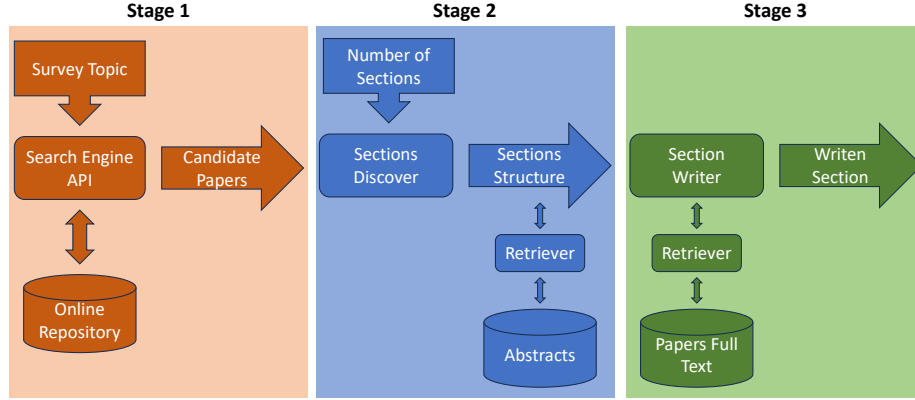 Stage 1
Survey Topic
Search Engine
API
Candidate
Papers
Online
Repository
Stage 2
Number of
Sections
Sections
Discover
Sections
Structure
Retriever
Abstracts
Stage 3
Section
Writer
Writen
Section
Retriever
Papers Full
Text